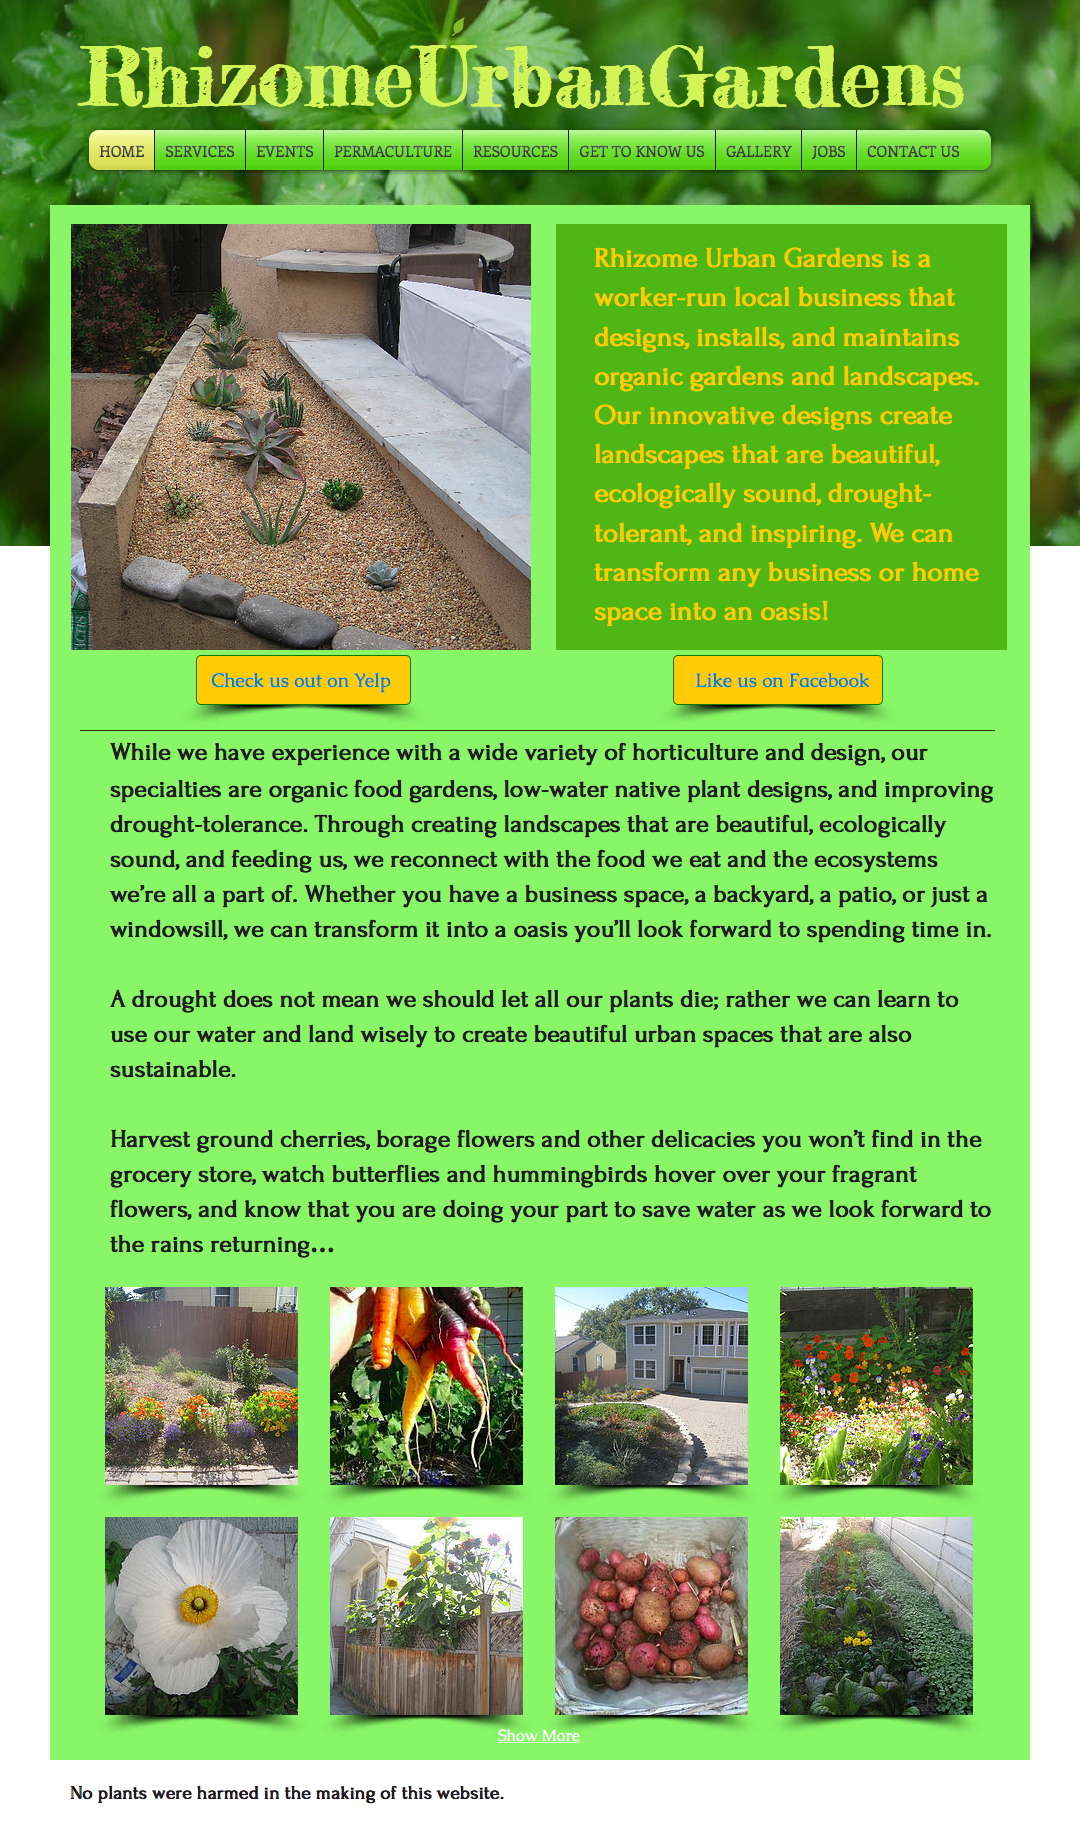 RhizomeUrbanGardens
HOME SERVICES EVENTS PERMACULTURE RESOURCES GET TO KNOW US GALLERY JOBS CONTACT US
Rhizome Urban Gardens is a
worker-run local business that
designs, installs, and maintains
organic gardens and landscapes.
Our innovative designs create
landscapes that are beautiful,
ecologically sound, drought-
tolerant, and inspiring. We can
transform any business or home
space into an oasis!
Check us out on Yelp
Like us on Facebook
While we have experience with a wide variety of horticulture and design, our
specialties are organic food gardens, low-water native plant designs, and improving
drought-tolerance. Through creating landscapes that are beautiful, ecologically
sound, and feeding us, we reconnect with the food we eat and the ecosystems
we’re all a part of. Whether you have a business space, a backyard, a patio, or just a
windowsill, we can transform it into a oasis you’ll look forward to spending time in.
A drought does not mean we should let all our plants die; rather we can learn to
use our water and land wisely to create beautiful urban spaces that are also
sustainable.
Harvest ground cherries, borage flowers and other delicacies you won’t find in the
grocery store, watch butterflies and hummingbirds hover over your fragrant
flowers, and know that you are doing your part to save water as we look forward to
the rains returning…
Show More
No plants were harmed in the making of this website.